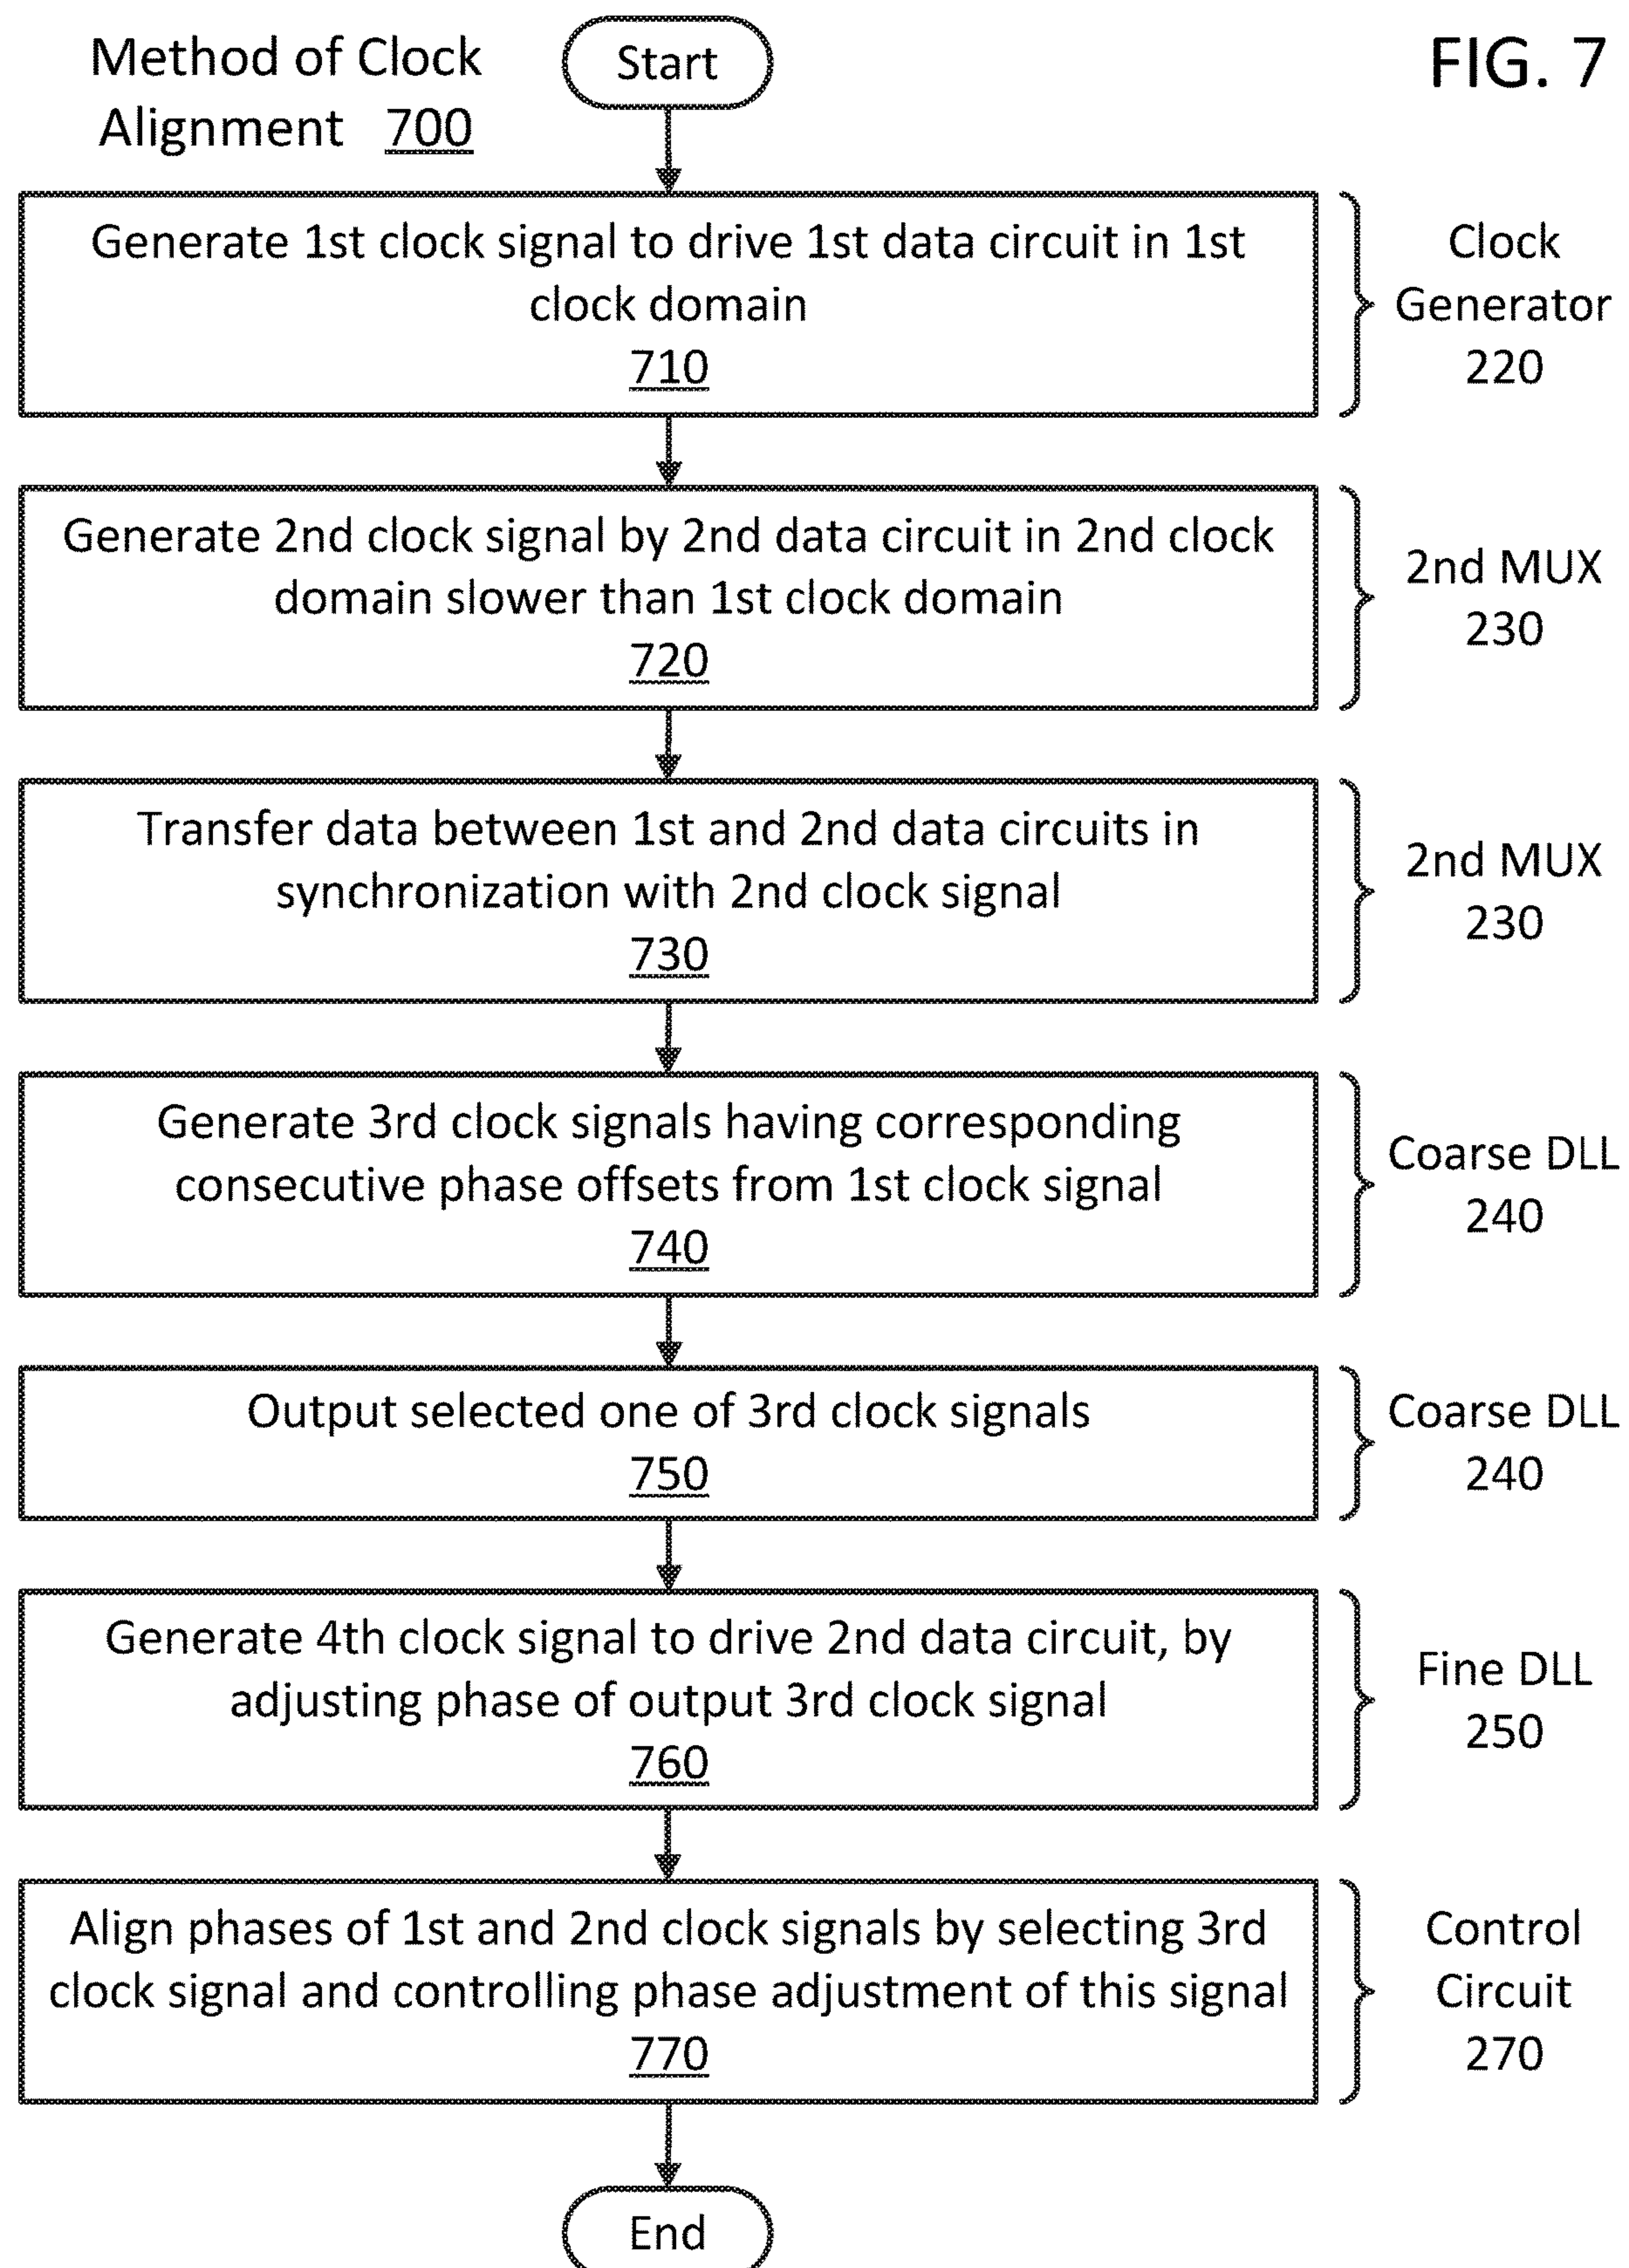 Method of Clock
Alignment 700
Start
FIG. 7
Generate 1st clock signal to drive 1st data circuit in 1st
clock domain
710
Clock
Generator
220
Generate 2nd clock signal by 2nd data circuit in 2nd clock
domain slower than 1st clock domain
720
2nd MUX
230
Transfer data between 1st and 2nd data circuits in
synchronization with 2nd clock signal
730
2nd MUX
230
Generate 3rd clock signals having corresponding
consecutive phase offsets from 1st clock signal
740
Coarse DLL
240
Output selected one of 3rd clock signals
750
Coarse DLL
240
Generate 4th clock signal to drive 2nd data circuit, by
adjusting phase of output 3rd clock signal
760
Fine DLL
250
Align phases of 1st and 2nd clock signals by selecting 3rd
clock signal and controlling phase adjustment of this signal
770
Control
Circuit
270
End